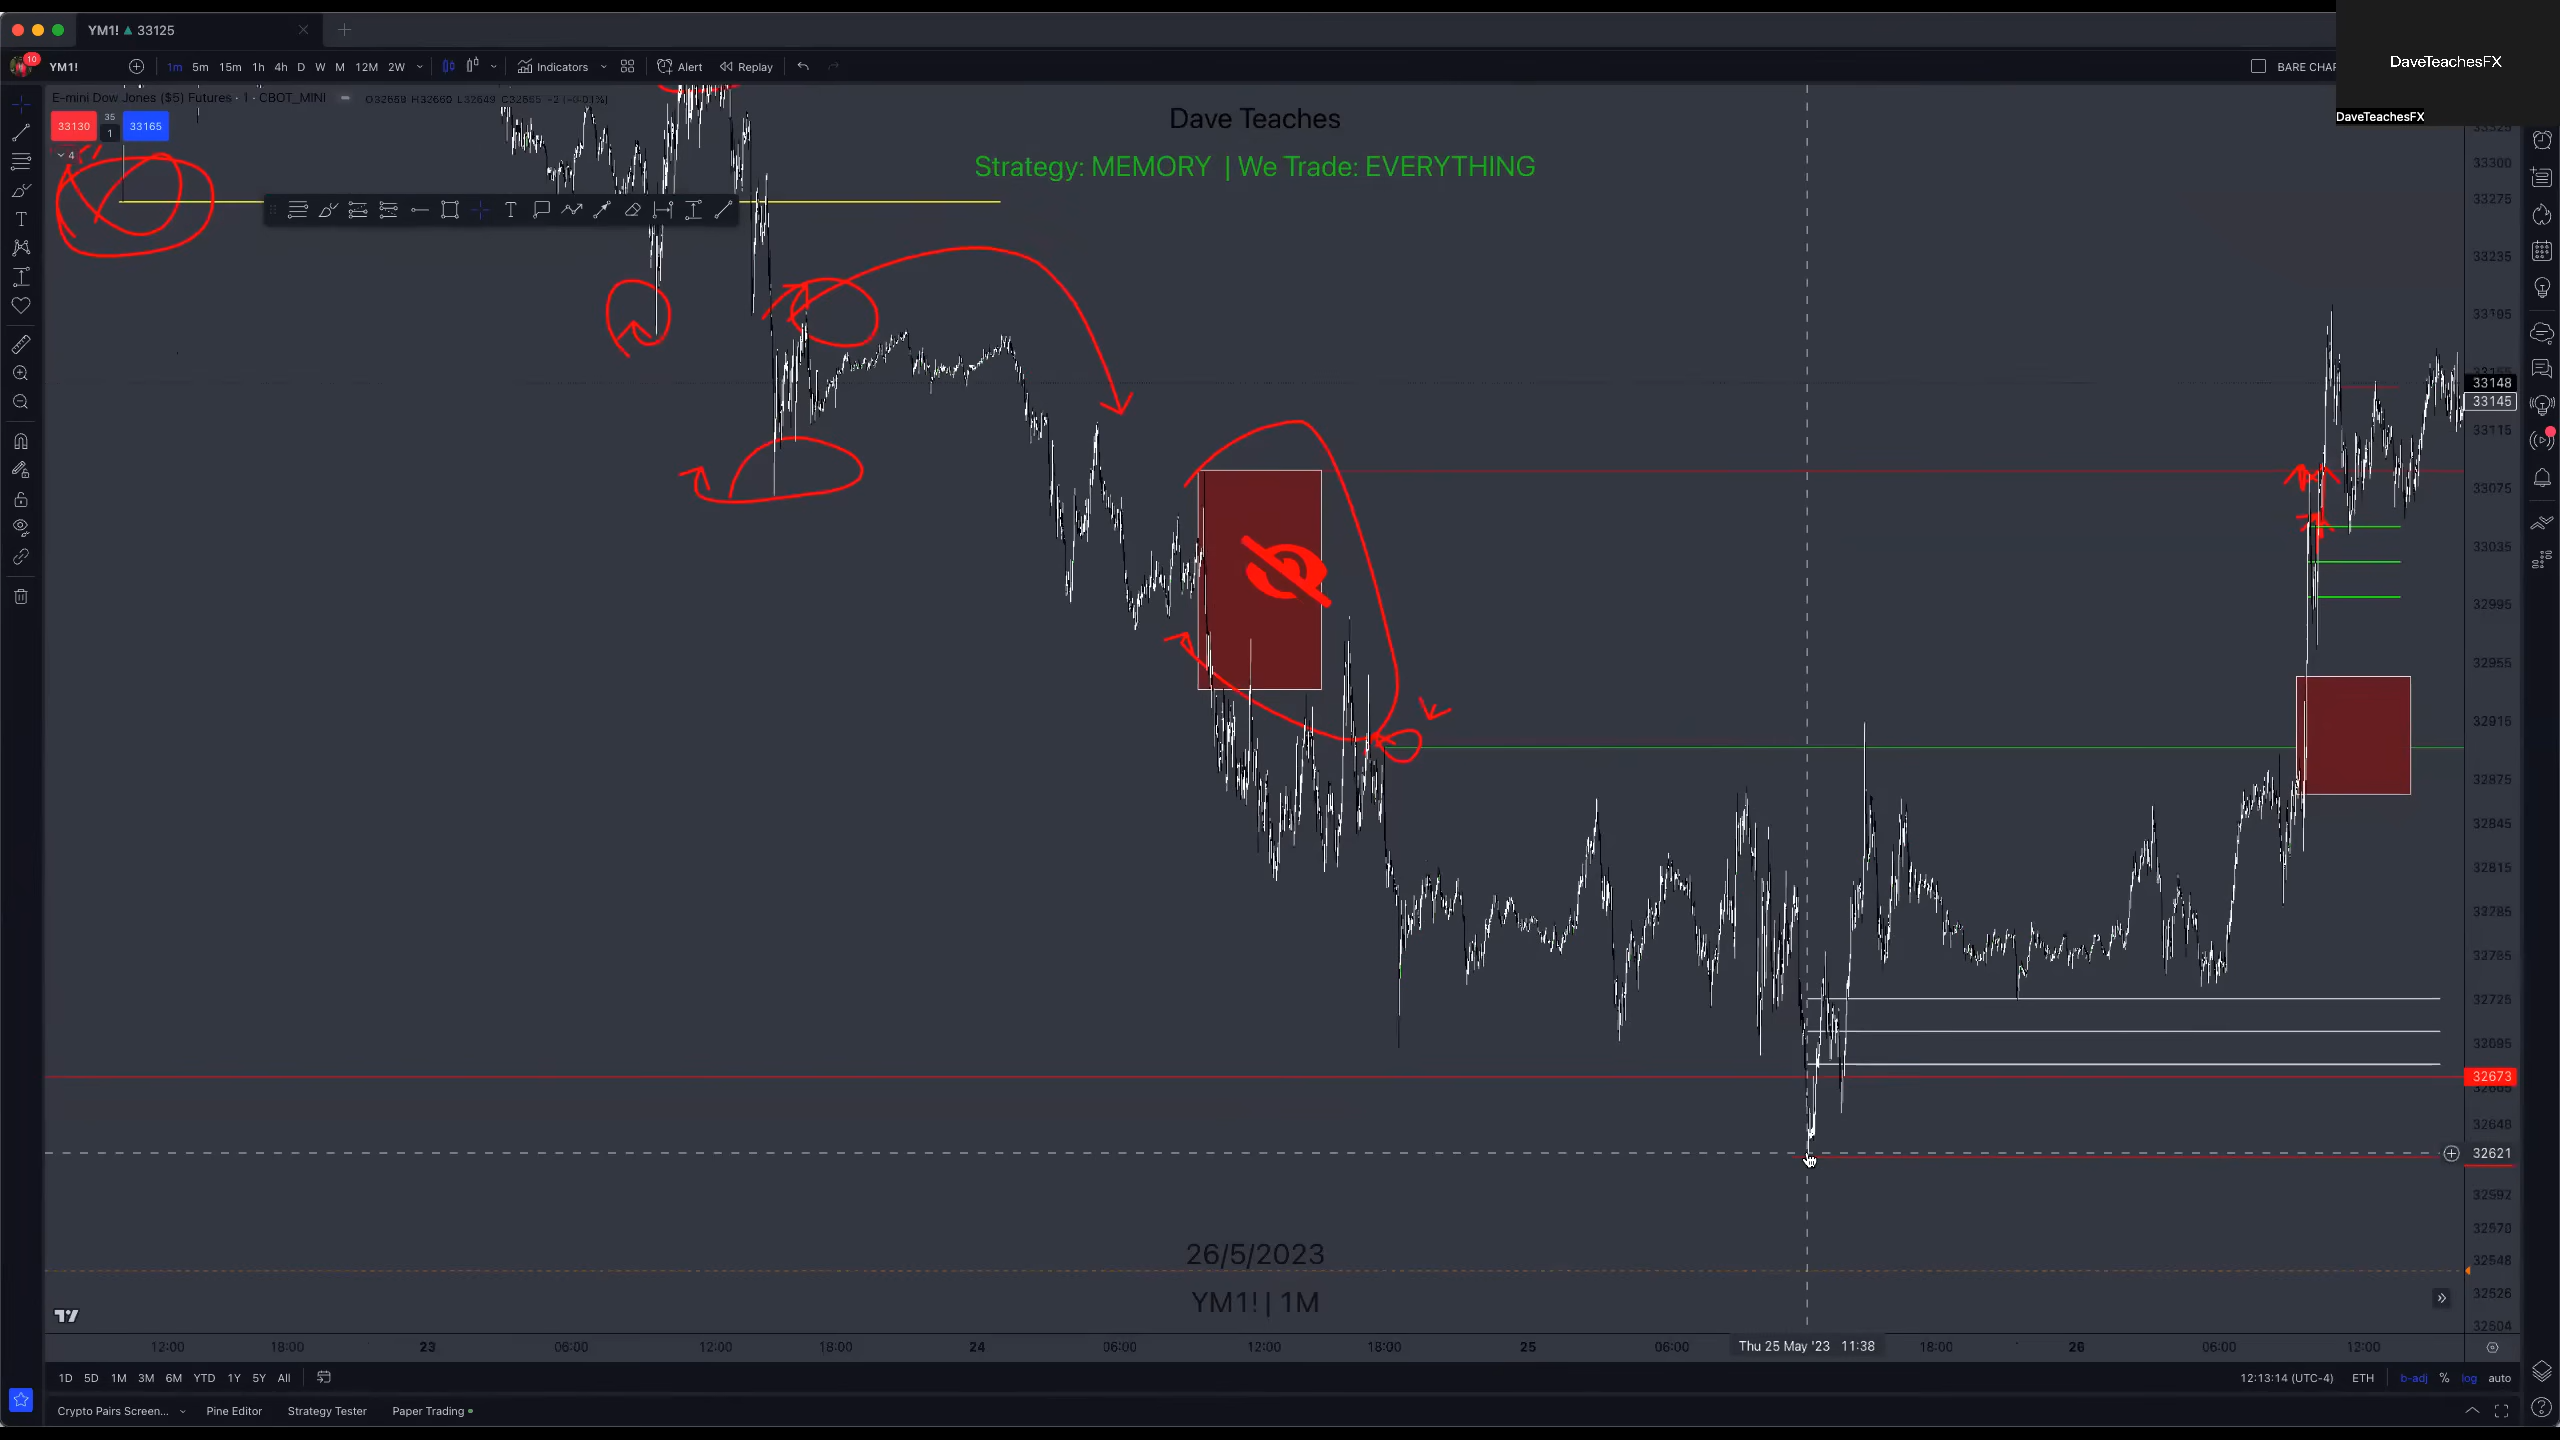 YM1! ▲ 33125
DaveTeachesFX
DaveTeachesFX
10
YM1!
1m 5m 15m 1h 4h D W M 12M 2W
Indicators
Alert
Replay
BARE CHAR
E-mini Dow Jones ($5) Futures · 1 · CBOT_MINI
33130
35
1
33165
4
Dave Teaches
Strategy: MEMORY | We Trade: EVERYTHING
33300
33275
33235
33195
33148
33145
33115
33075
33035
32995
32955
32915
32875
32845
32815
32785
32765
32725
32695
32673
32648
32621
32592
32570
32548
32526
32504
26/5/2023
YM1! | 1M
12:00 18:00 23 06:00 12:00 18:00 24 06:00 12:00 18:00 25 06:00 Thu 25 May '23 11:38 18:00 26 06:00 12:00
1D 5D 1M 3M 6M YTD 1Y 5Y All
12:13:14 (UTC-4) ETH b-adj % log auto
Crypto Pairs Screen... Pine Editor Strategy Tester Paper Trading